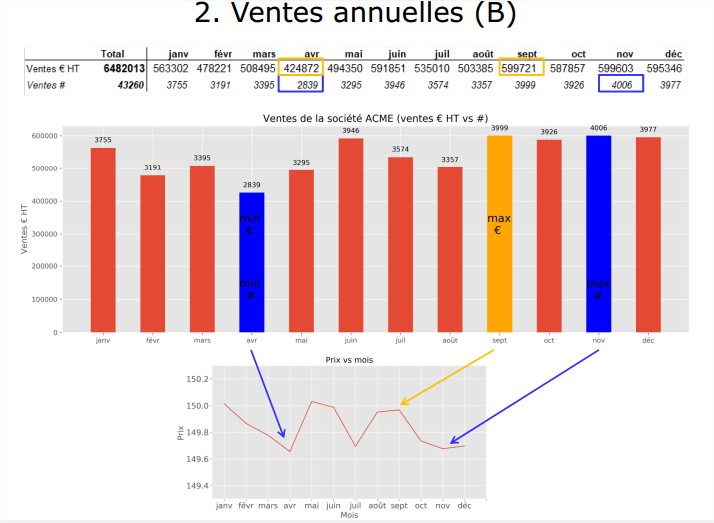 2. Ventes annuelles (B)
Total janv févr mars avr mai juin juil août sept oct nov déc
Ventes € HT 6482013 563302 478221 508495 424872 494350 591851 535010 503385 599721 587857 599603 595346
Ventes # 43260 3755 3191 3395 2839 3295 3946 3574 3357 3999 3926 4006 3977
Ventes de la société ACME (ventes € HT vs #)
600000
500000
400000
300000
200000
100000
0
Ventes € HT
3755 3191 3395 2839 3295 3946 3574 3357 3999 3926 4006 3977
min
€
max
€
min
#
max
#
janv févr mars avr mai juin juil août sept oct nov déc
Prix vs mois
150.2
150.0
149.8
149.6
149.4
Prix
janv févr mars avr mai juin juil août sept oct nov déc
Mois